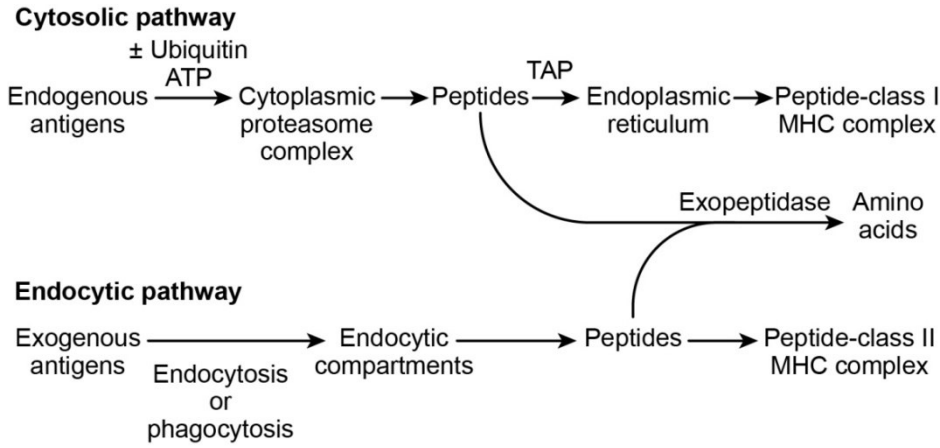 Cytosolic pathway
± Ubiquitin
ATP
TAP
Endogenous
antigens
Cytoplasmic
proteasome
complex
Peptides
Endoplasmic
reticulum
Peptide-class I
MHC complex
Exopeptidase
Amino
acids
Endocytic pathway
Exogenous
antigens
Endocytosis
or
phagocytosis
Endocytic
compartments
Peptides
Peptide-class II
MHC complex